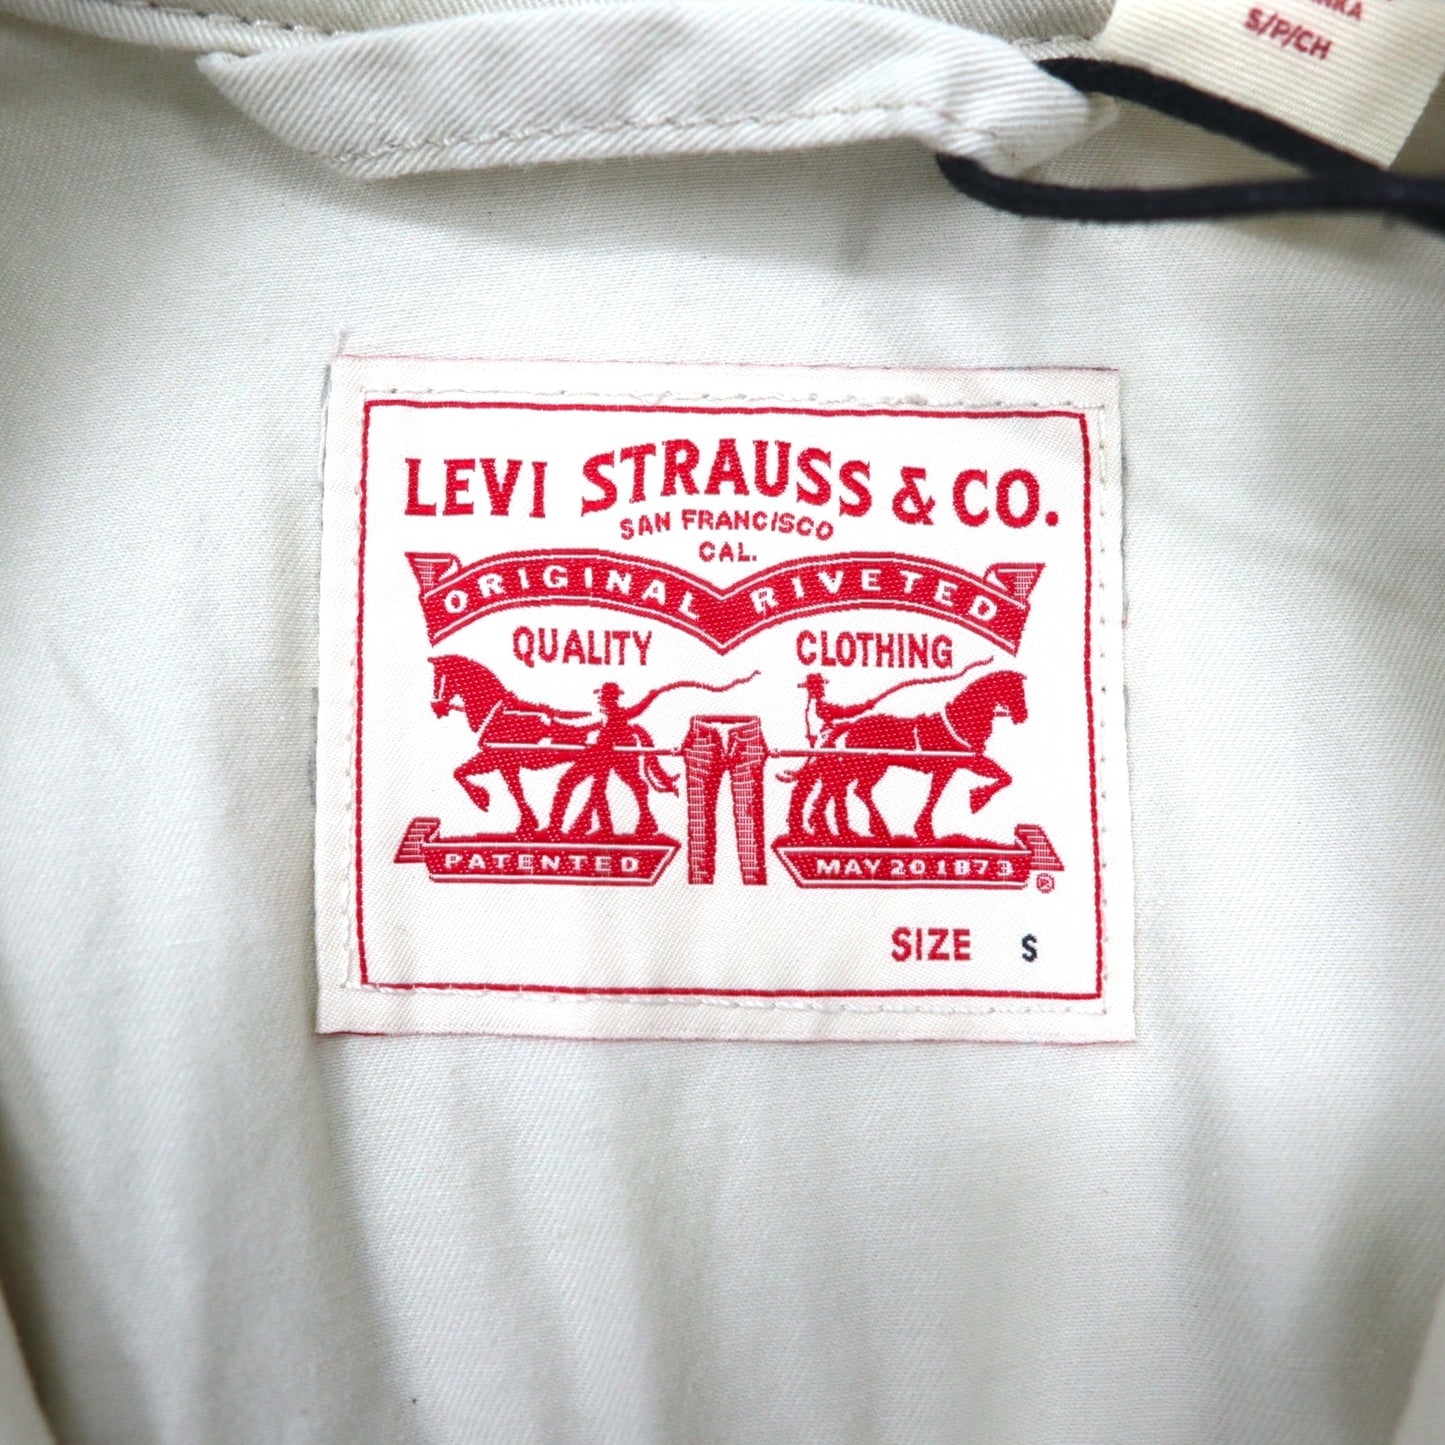 S/P/CH
LEVI STRAUSS & CO.
SAN FRANCISCO
CAL.
ORIGINAL RIVETED
QUALITY CLOTHING
PATENTED MAY 20 1873 ®
SIZE S